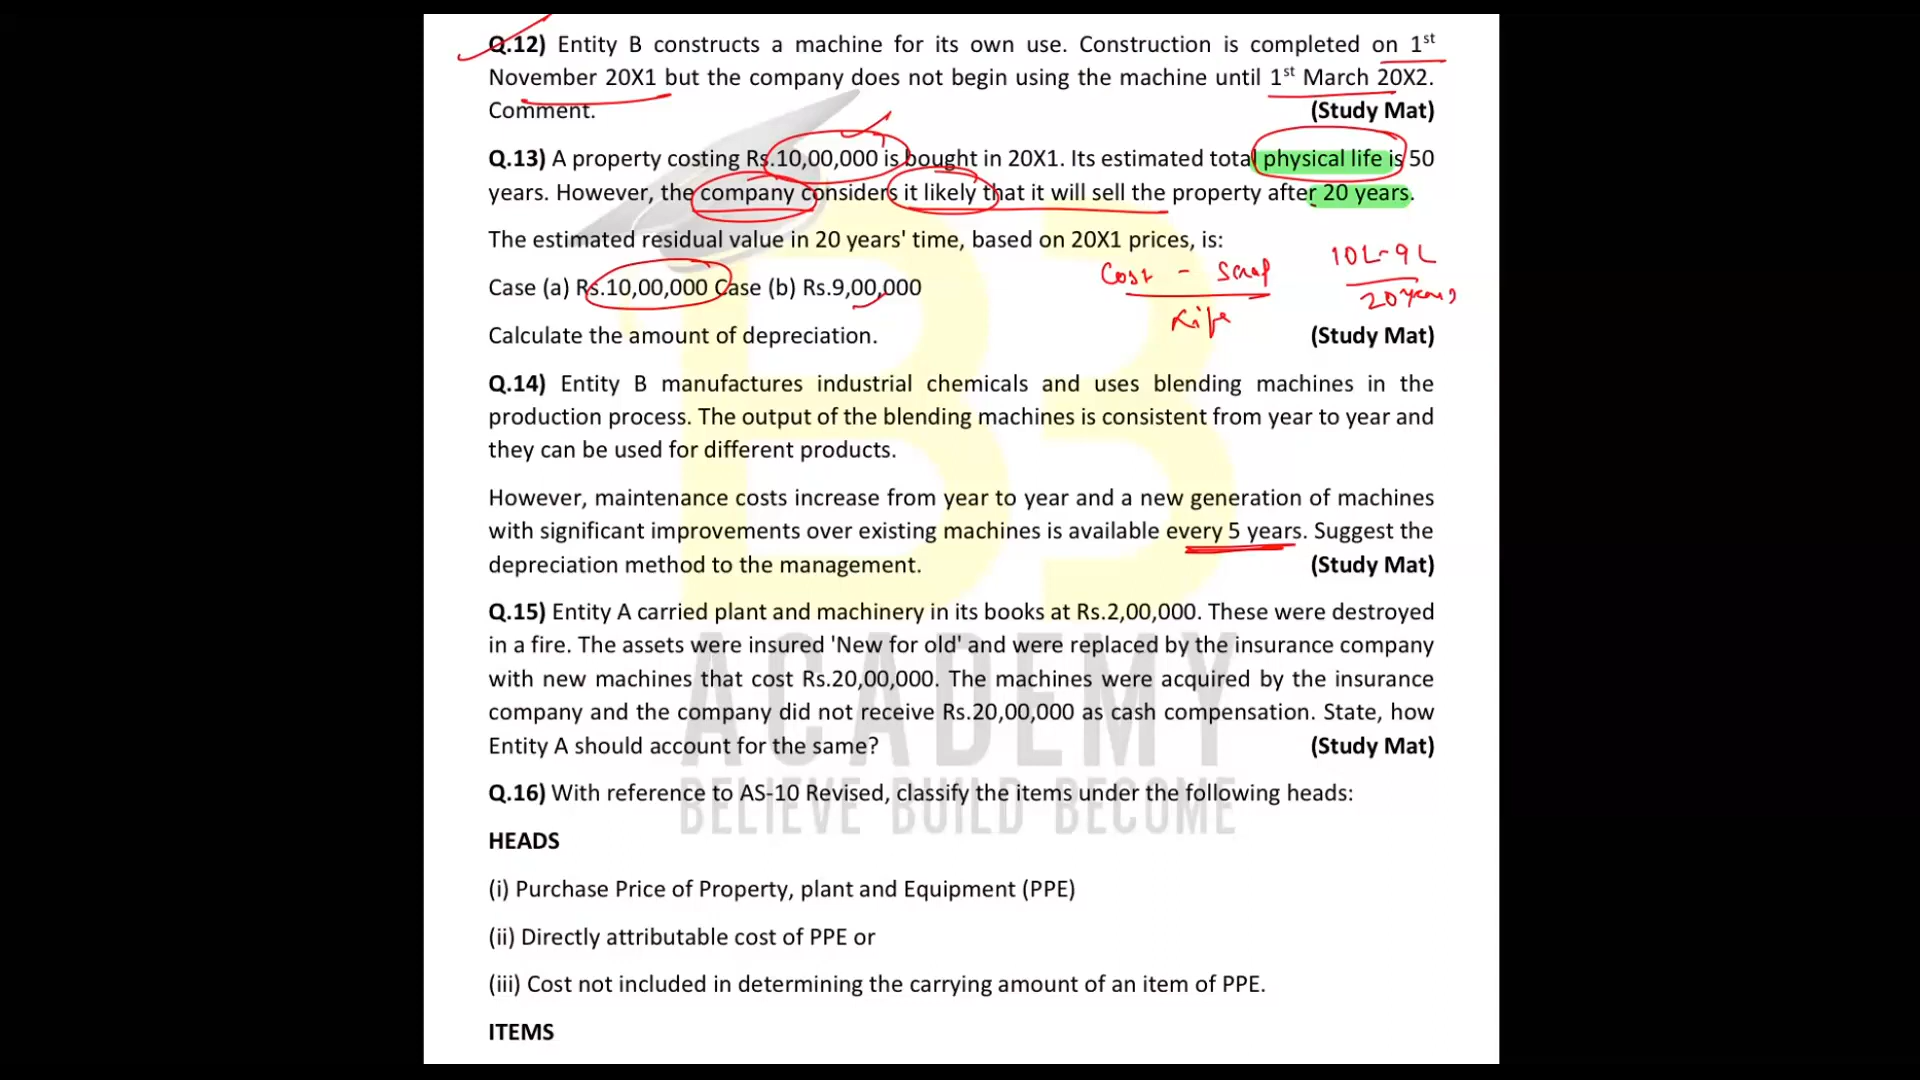 Q.12) Entity B constructs a machine for its own use. Construction is completed on 1st
November 20X1 but the company does not begin using the machine until 1st March 20X2.
Comment. (Study Mat)
Q.13) A property costing Rs.10,00,000 is bought in 20X1. Its estimated total physical life is 50
years. However, the company considers it likely that it will sell the property after 20 years.
The estimated residual value in 20 years' time, based on 20X1 prices, is:
Case (a) Rs.10,00,000 Case (b) Rs.9,00,000
Cost - Scrap
Life
10L-9L
20 years
Calculate the amount of depreciation. (Study Mat)
Q.14) Entity B manufactures industrial chemicals and uses blending machines in the
production process. The output of the blending machines is consistent from year to year and
they can be used for different products.
However, maintenance costs increase from year to year and a new generation of machines
with significant improvements over existing machines is available every 5 years. Suggest the
depreciation method to the management. (Study Mat)
Q.15) Entity A carried plant and machinery in its books at Rs.2,00,000. These were destroyed
in a fire. The assets were insured 'New for old' and were replaced by the insurance company
with new machines that cost Rs.20,00,000. The machines were acquired by the insurance
company and the company did not receive Rs.20,00,000 as cash compensation. State, how
Entity A should account for the same? (Study Mat)
Q.16) With reference to AS-10 Revised, classify the items under the following heads:
HEADS
(i) Purchase Price of Property, plant and Equipment (PPE)
(ii) Directly attributable cost of PPE or
(iii) Cost not included in determining the carrying amount of an item of PPE.
ITEMS
B3
ACADEMY
BELIEVE BUILD BECOME